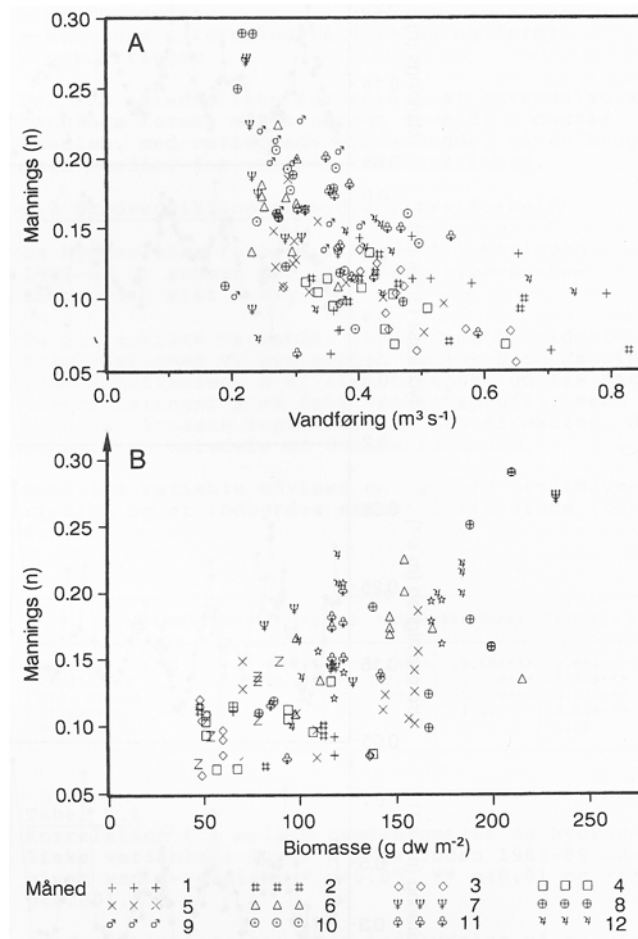 A
Mannings (n)
0.30
0.25
0.20
0.15
0.10
0.05
0.0 0.2 0.4 0.6 0.8
Vandføring (m³ s⁻¹)
B
Mannings (n)
0.30
0.25
0.20
0.15
0.10
0.05
0 50 100 150 200 250
Biomasse (g dw m⁻²)
Måned
1 2 3 4
5 6 7 8
9 10 11 12